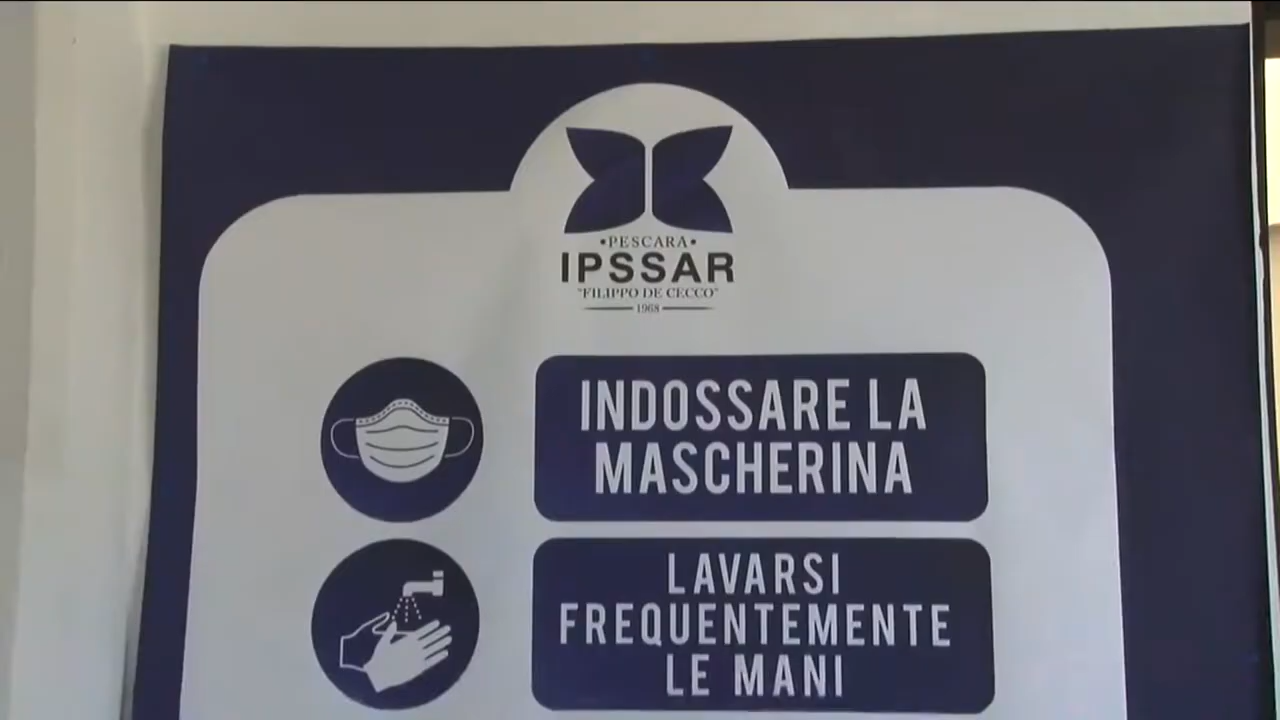 •PESCARA•
IPSSAR
"FILIPPO DE CECCO"
1968
INDOSSARE LA
MASCHERINA
LAVARSI
FREQUENTEMENTE
LE MANI